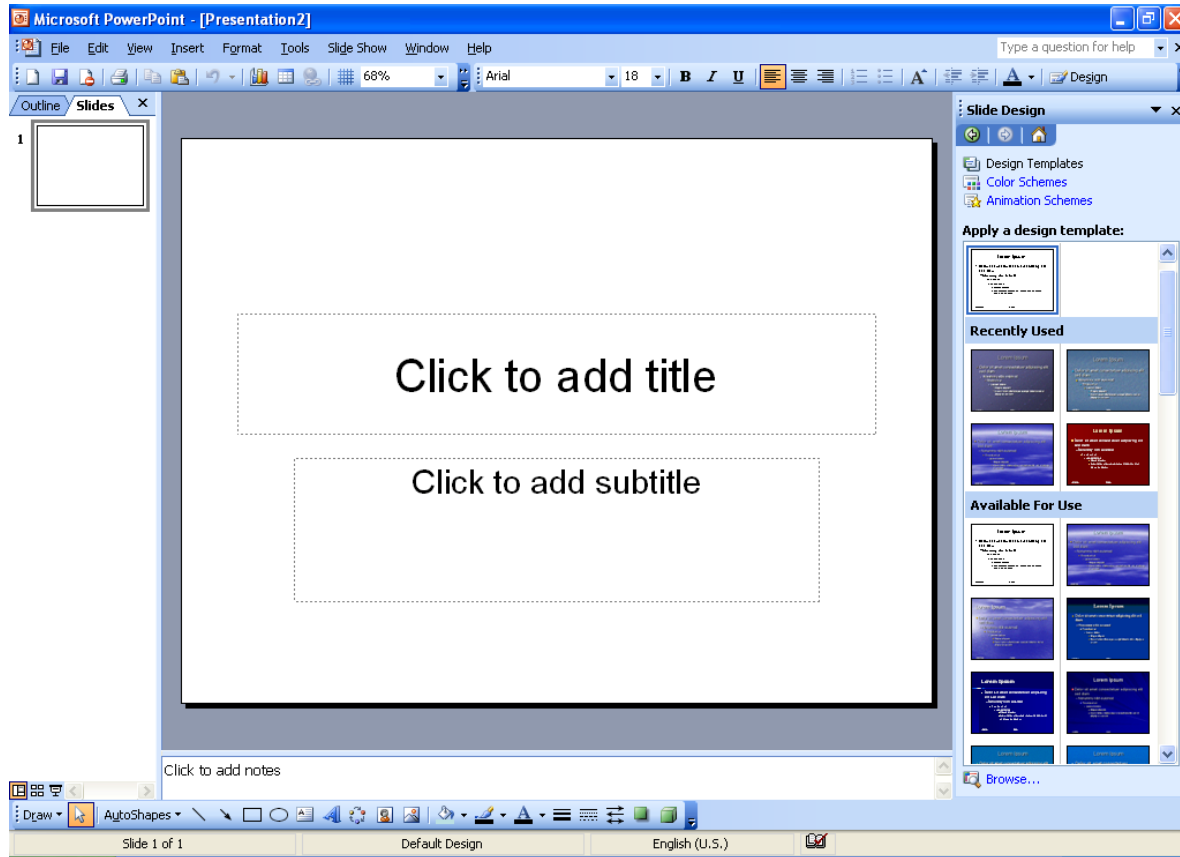 Microsoft PowerPoint - [Presentation2]
File Edit View Insert Format Tools Slide Show Window Help Type a question for help
68% Arial 18 B I U A A Design
Outline Slides
Slide Design
1
Design Templates
Color Schemes
Animation Schemes
Apply a design template:
Recently Used
Click to add title
Click to add subtitle
Available For Use
Click to add notes
Browse...
Draw AutoShapes A
Slide 1 of 1 Default Design English (U.S.)